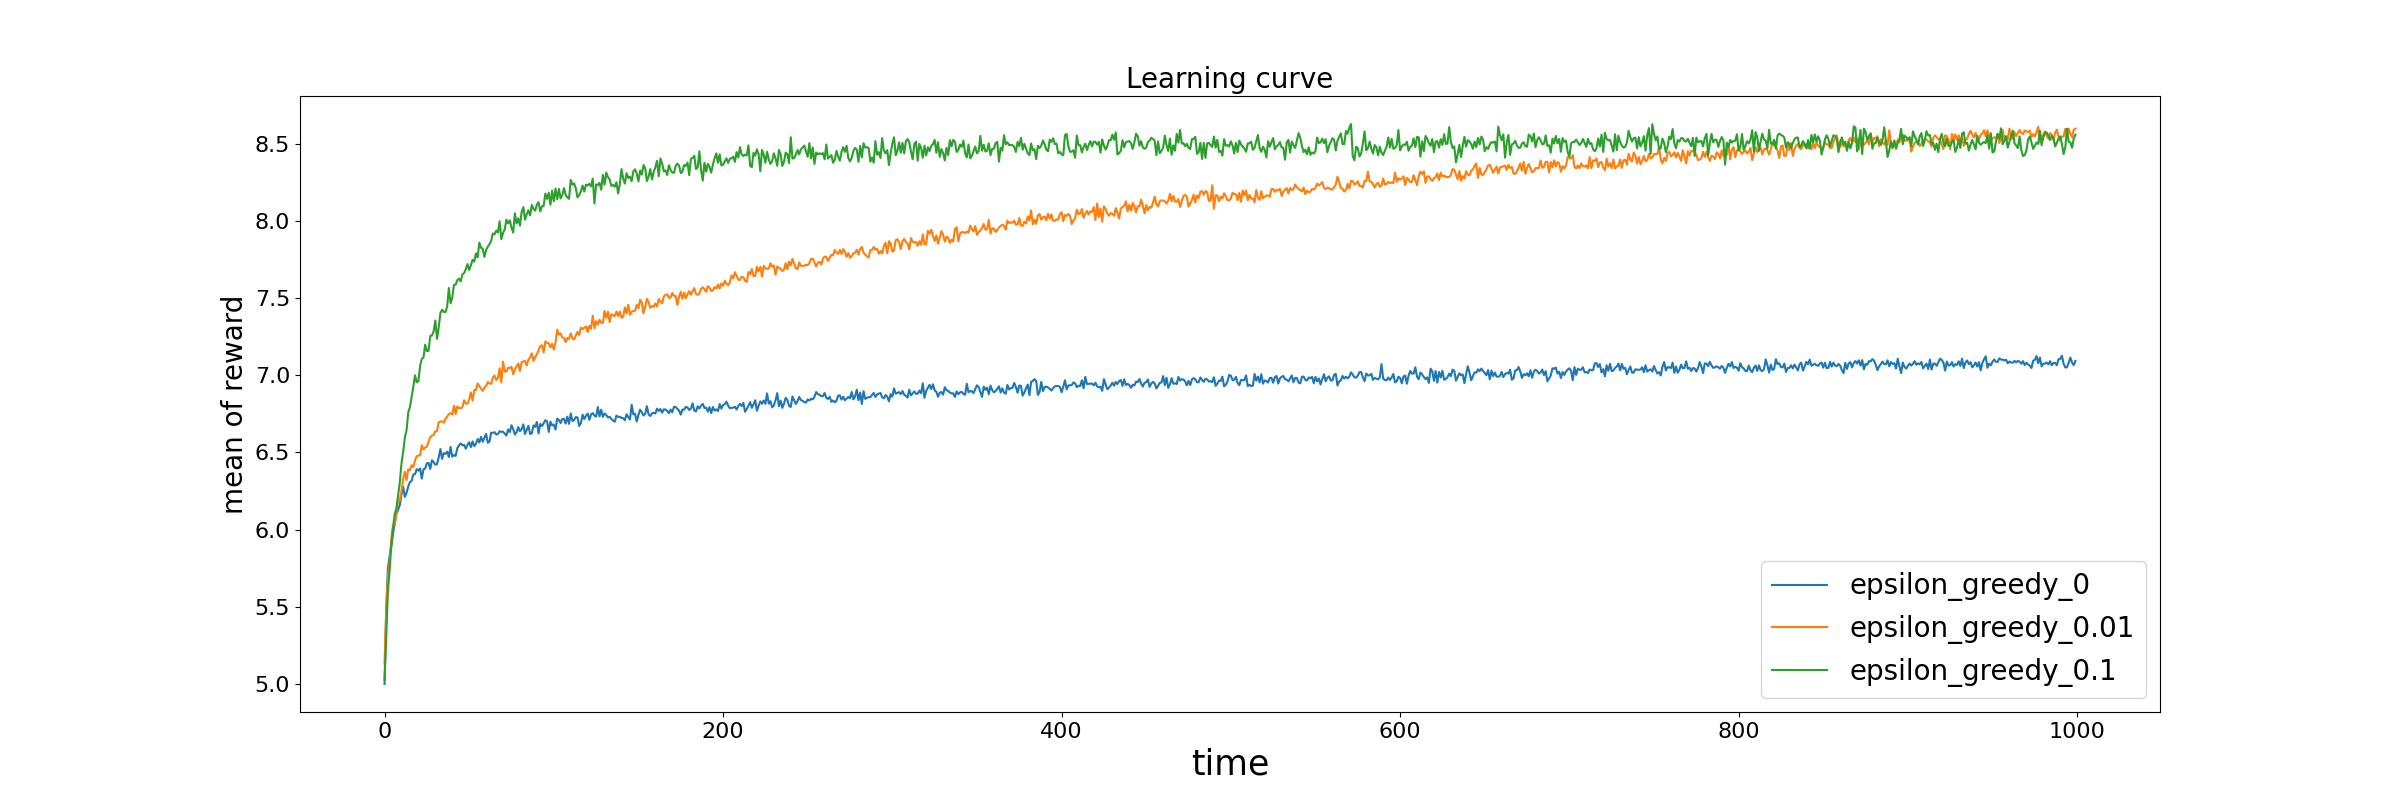 Learning curve
mean of reward
8.5
8.0
7.5
7.0
6.5
6.0
5.5
5.0
0
200
400
600
800
1000
time
epsilon_greedy_0
epsilon_greedy_0.01
epsilon_greedy_0.1